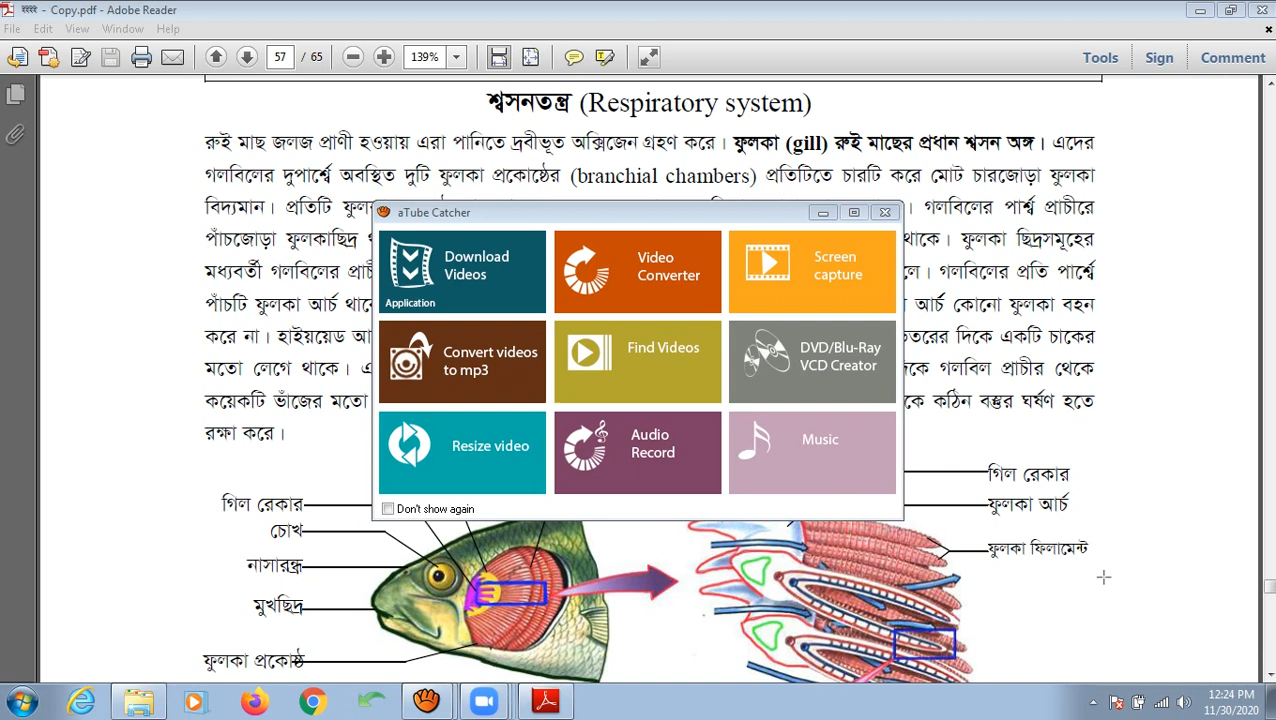 রররর - Copy.pdf - Adobe Reader
File Edit View Window Help
57 / 65 139% Tools Sign Comment
শ্বসনতন্ত্র (Respiratory system)
রুই মাছ জলজ প্রাণী হওয়ায় এরা পানিতে দ্রবীভূত অক্সিজেন গ্রহণ করে। ফুলকা (gill) রুই মাছের প্রধান শ্বসন অঙ্গ। এদের
গলবিলের দুপার্শ্বে অবস্থিত দুটি ফুলকা প্রকোষ্ঠের (branchial chambers) প্রতিটিতে চারটি করে মোট চারজোড়া ফুলকা
বিদ্যমান। প্রতিটি । গলবিলের পার্শ্ব প্রাচীরে
পাঁচজোড়া ফুলকাছিদ্র থাকে। ফুলকা ছিদ্রসমূহের
মধ্যবর্তী গলবিলের । গলবিলের প্রতি পার্শ্বে
পাঁচটি ফুলকা আর্চ আর্চ কোনো ফুলকা বহন
করে না। হাইয়য়েড দিকে একটি চাকের
মতো লেগে থাকে। গলবিল প্রাচীর থেকে
কয়েকটি ভাঁজের মতো কঠিন বস্তুর ঘর্ষণ হতে
রক্ষা করে।
aTube Catcher
Download Videos
Application
Video Converter
Screen capture
Convert videos to mp3
Find Videos
DVD/Blu-Ray VCD Creator
Resize video
Audio Record
Music
Don't show again
গিল রেকার
চোখ
নাসারন্ধ্র
মুখছিদ্র
ফুলকা প্রকোষ্ঠ
গিল রেকার
ফুলকা আর্চ
ফুলকা ফিলামেন্ট
12:24 PM
11/30/2020